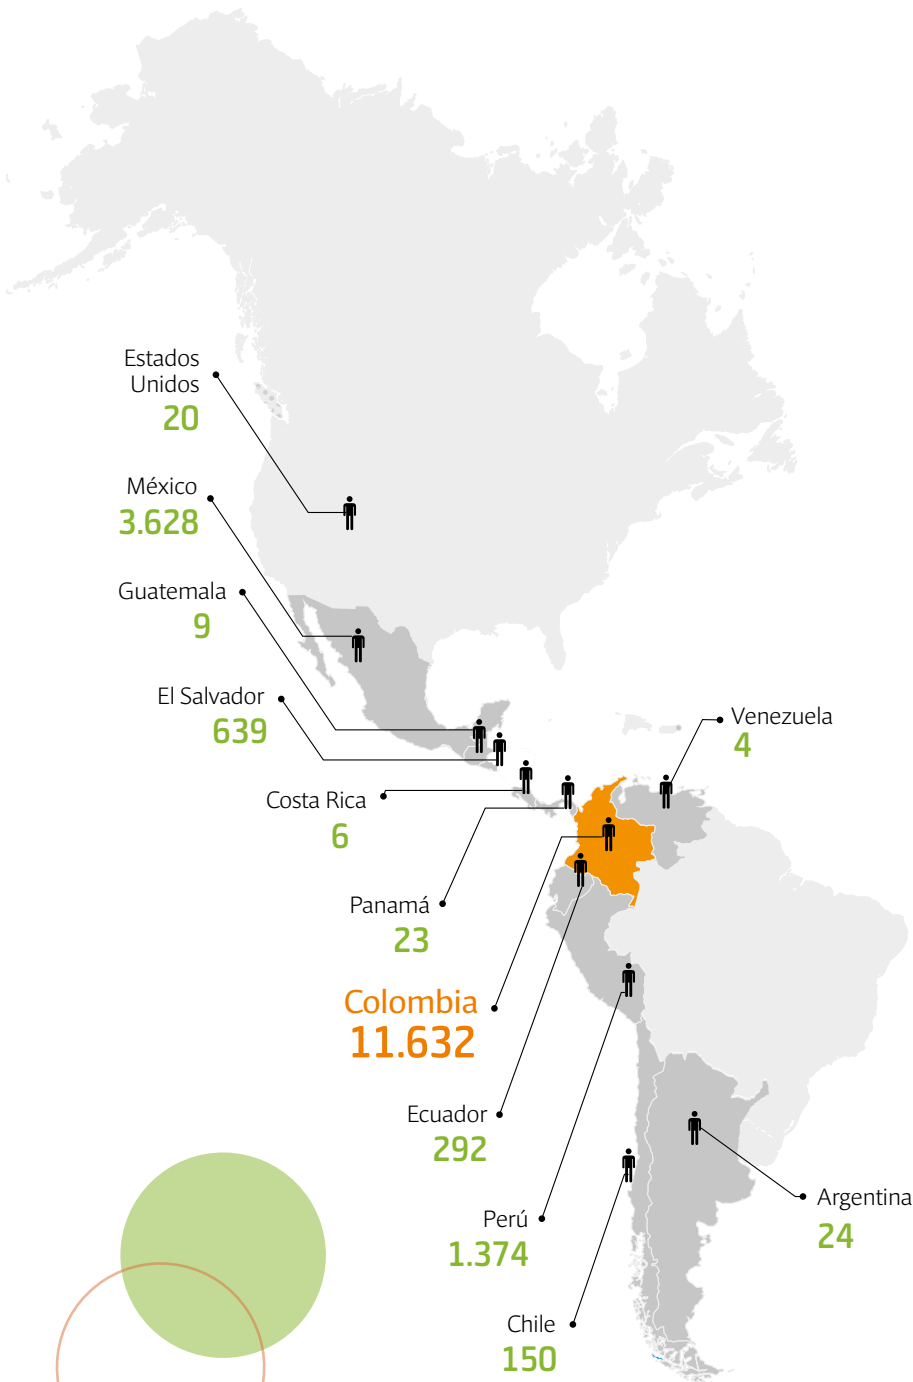 Estados
Unidos
20
México
3.628
Guatemala
9
El Salvador
639
Venezuela
4
Costa Rica
6
Panamá
23
Colombia
11.632
Ecuador
292
Argentina
24
Perú
1.374
Chile
150